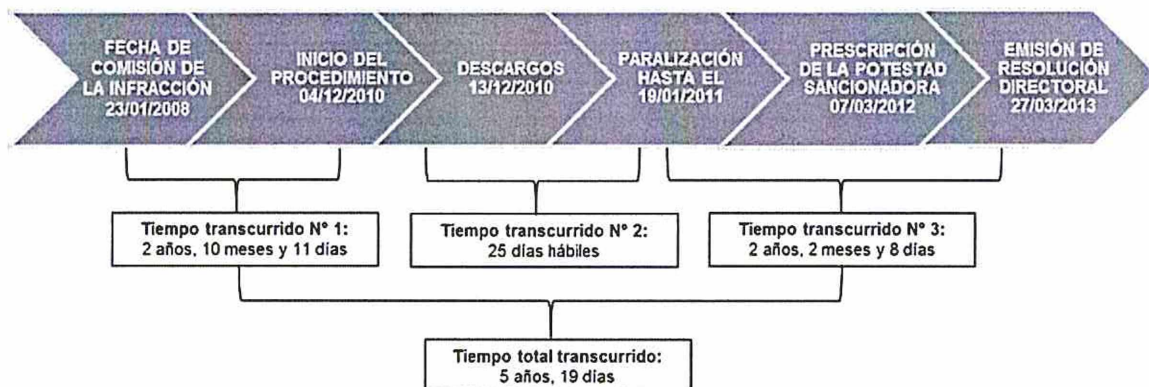 FECHA DE
COMISIÓN DE
LA INFRACCIÓN
23/01/2008
INICIO DEL
PROCEDIMIENTO
04/12/2010
DESCARGOS
13/12/2010
PARALIZACIÓN
HASTA EL
19/01/2011
PRESCRIPCIÓN
DE LA POTESTAD
SANCIONADORA
07/03/2012
EMISIÓN DE
RESOLUCIÓN
DIRECTORAL
27/03/2013
Tiempo transcurrido N° 1:
2 años, 10 meses y 11 días
Tiempo transcurrido N° 2:
25 días hábiles
Tiempo transcurrido N° 3:
2 años, 2 meses y 8 días
Tiempo total transcurrido:
5 años, 19 días